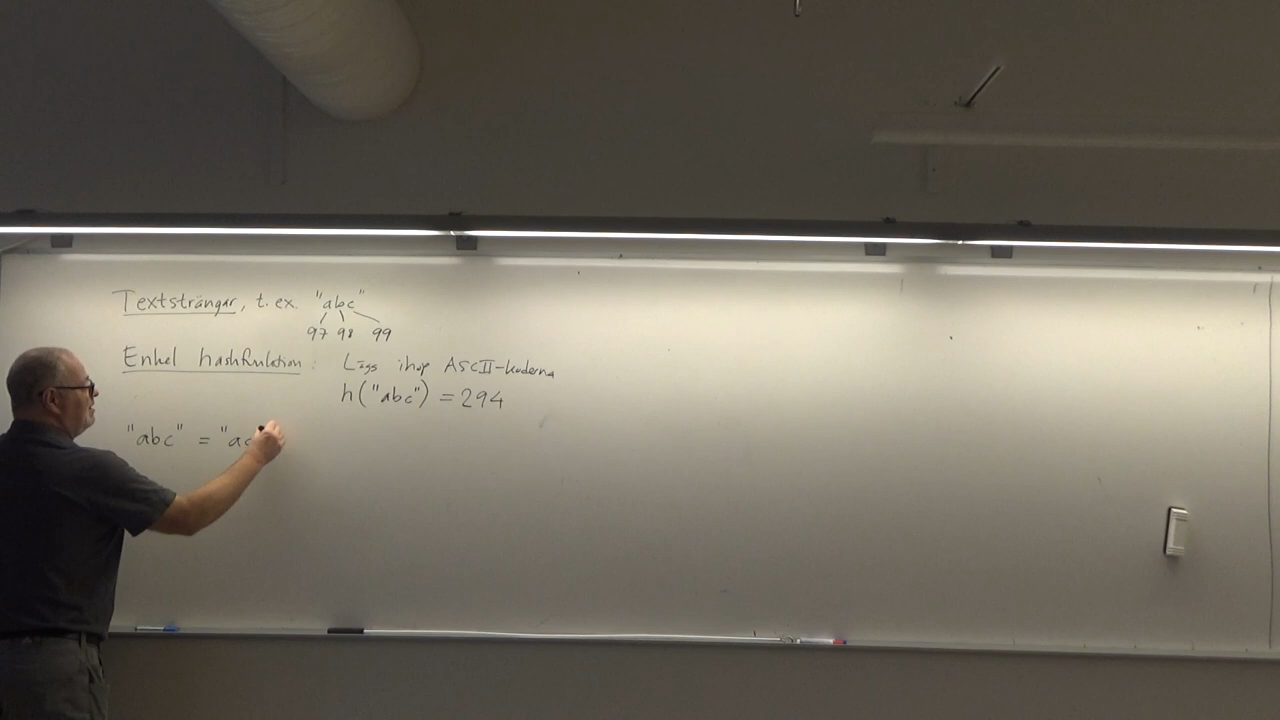 Textsträngar, t.ex. "abc"
97 98 99
Enkel hashfunktion: Lägg ihop ASCII-koderna
h("abc") = 294
"abc" = "ac